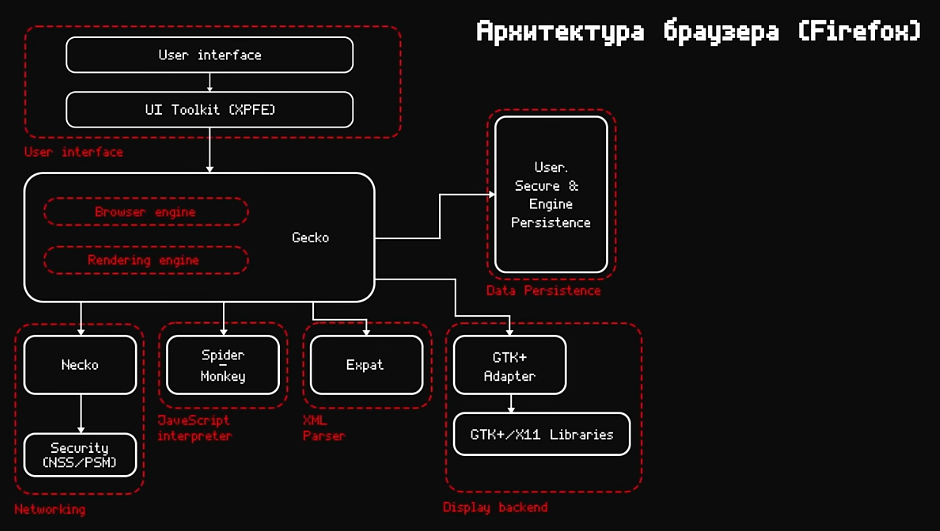 Архитектура браузера (Firefox)
User interface
UI Toolkit (XPFE)
User interface
User.
Secure &
Engine
Persistence
Data Persistence
Browser engine
Gecko
Rendering engine
Necko
Security
(NSS/PSM)
Networking
Spider
-
Monkey
JaveScript
interpreter
Expat
XML
Parser
GTK+
Adapter
GTK+/X11 Libraries
Display backend